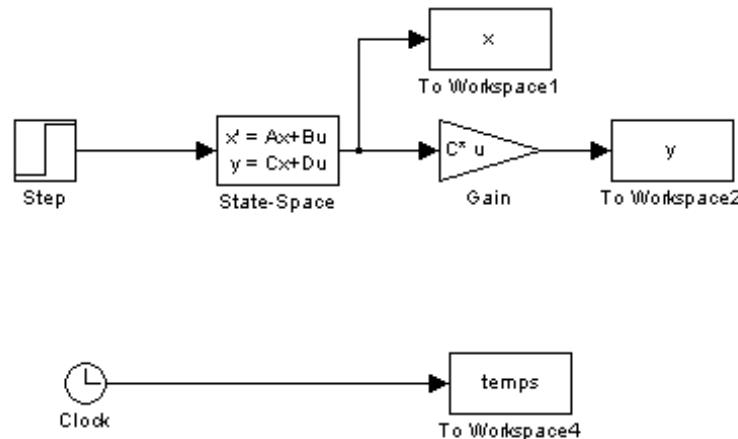 x
To Workspace1
x' = Ax+Bu
y = Cx+Du
C* u
y
Step
State-Space
Gain
To Workspace2
temps
Clock
To Workspace4